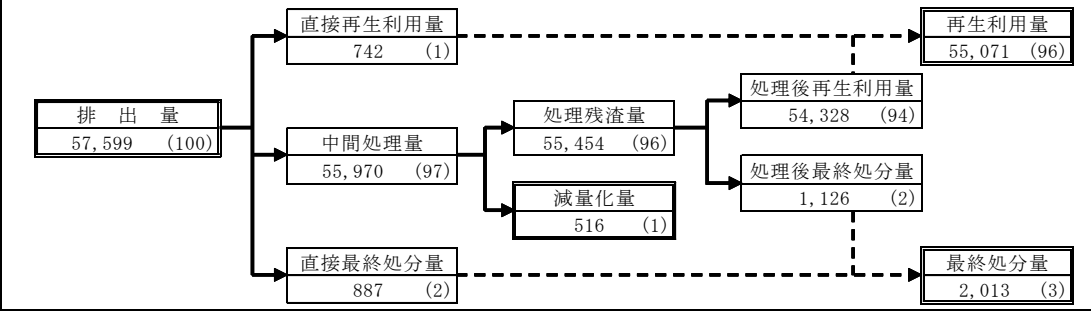 直接再生利用量
742 (1)
再生利用量
55,071 (96)
処理後再生利用量
54,328 (94)
排 出 量
57,599 (100)
処理残渣量
55,454 (96)
中間処理量
55,970 (97)
処理後最終処分量
1,126 (2)
減量化量
516 (1)
直接最終処分量
887 (2)
最終処分量
2,013 (3)